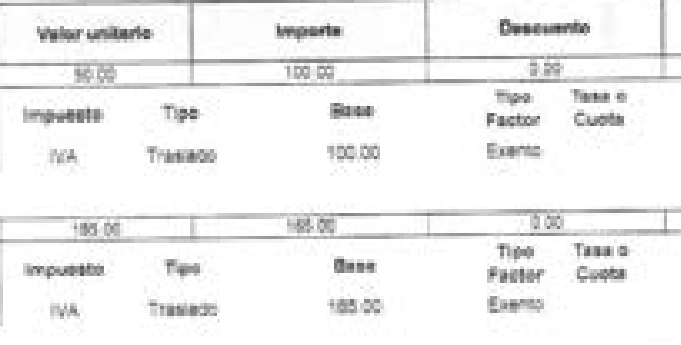 Valor unitario Importe Descuento
50.00 100.00 0.00
Impuesto Tipo Base Tipo Factor Tasa o Cuota
IVA Traslado 100.00 Exento
165.00 165.00 0.00
Impuesto Tipo Base Tipo Factor Tasa o Cuota
IVA Traslado 165.00 Exento